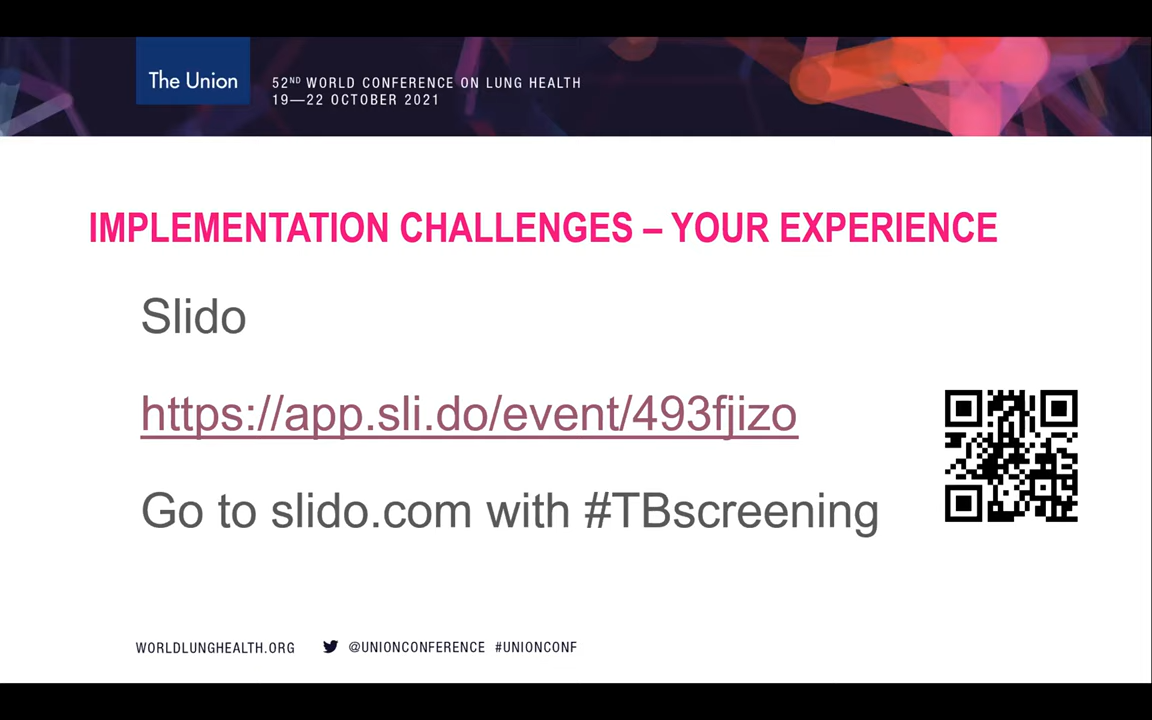 The Union
52ND WORLD CONFERENCE ON LUNG HEALTH
19—22 OCTOBER 2021
IMPLEMENTATION CHALLENGES – YOUR EXPERIENCE
Slido
https://app.sli.do/event/493fjizo
Go to slido.com with #TBscreening
WORLDLUNGHEALTH.ORG @UNIONCONFERENCE #UNIONCONF